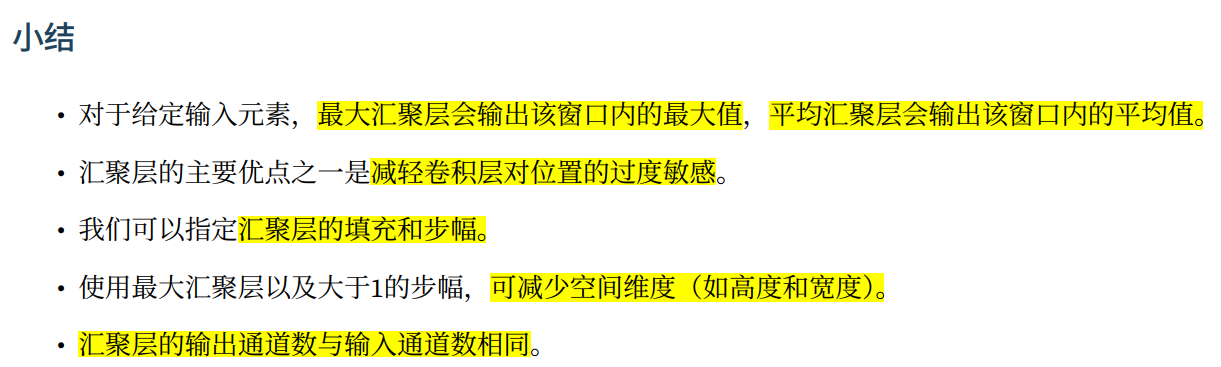 小结
• 对于给定输入元素，最大汇聚层会输出该窗口内的最大值，平均汇聚层会输出该窗口内的平均值。
• 汇聚层的主要优点之一是减轻卷积层对位置的过度敏感。
• 我们可以指定汇聚层的填充和步幅。
• 使用最大汇聚层以及大于1的步幅，可减少空间维度（如高度和宽度）。
• 汇聚层的输出通道数与输入通道数相同。